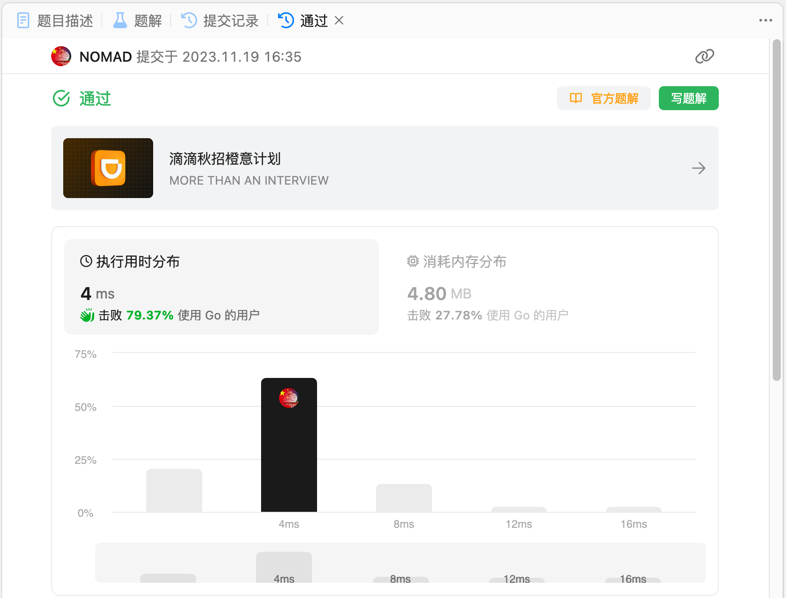 题目描述 题解 提交记录 通过
NOMAD 提交于 2023.11.19 16:35
通过 官方题解 写题解
滴滴秋招橙意计划
MORE THAN AN INTERVIEW
执行用时分布 消耗内存分布
4 ms 4.80 MB
击败 79.37% 使用 Go 的用户 击败 27.78% 使用 Go 的用户
75%
50%
25%
0%
4ms 8ms 12ms 16ms
4ms 8ms 12ms 16ms